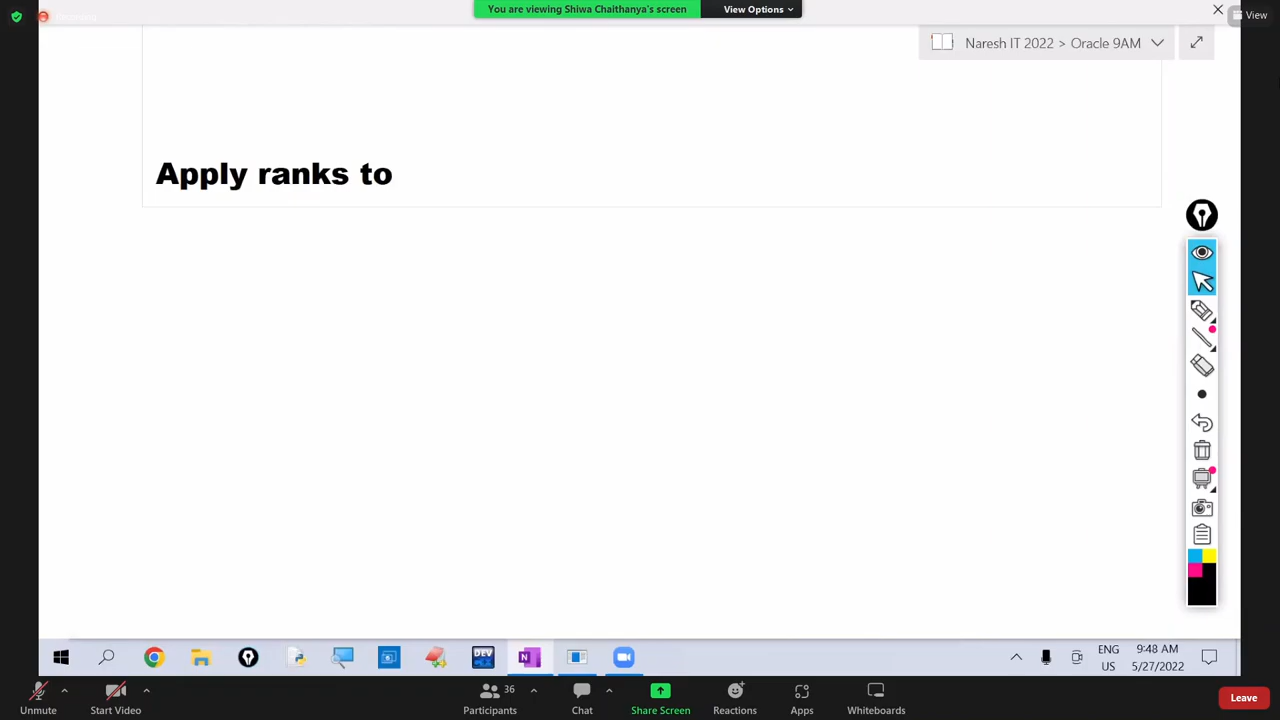 You are viewing Shiwa Chaithanya's screen
View Options
View
Naresh IT 2022 > Oracle 9AM
Apply ranks to
DEV
ENG
US
9:48 AM
5/27/2022
Unmute
Start Video
36
Participants
Chat
Share Screen
Reactions
Apps
Whiteboards
Leave